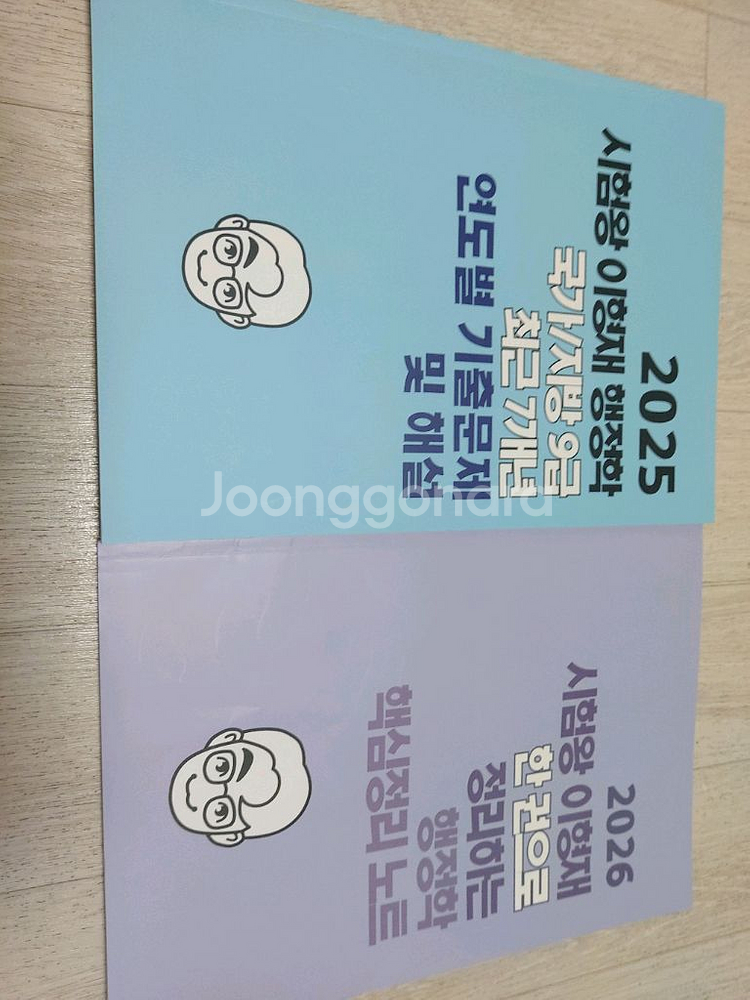 2025
시험왕 이형재 행정학
국가/지방 9급
최근 7개년
연도별 기출문제
및 해설
Joonggonara
2026
시험왕 이형재
한 권으로
정리하는
행정학
핵심정리 노트